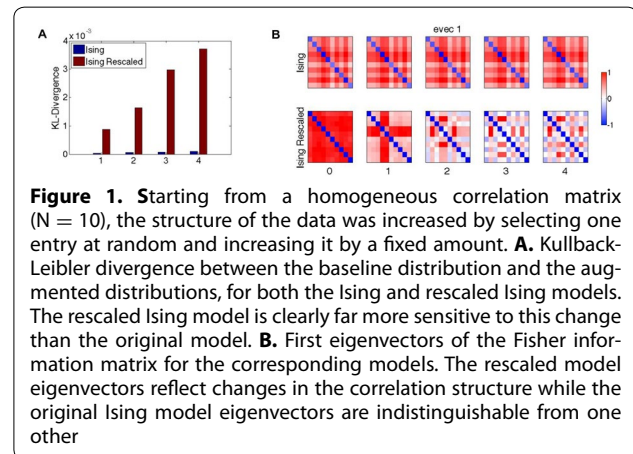 A
B
x 10⁻³
4
3
2
1
0
KL-Divergence
Ising
Ising Rescaled
1 2 3 4
evec 1
Ising
Ising Rescaled
0 1 2 3 4
1
0
-1
Figure 1. Starting from a homogeneous correlation matrix
(N = 10), the structure of the data was increased by selecting one
entry at random and increasing it by a fixed amount. A. Kullback-
Leibler divergence between the baseline distribution and the aug-
mented distributions, for both the Ising and rescaled Ising models.
The rescaled Ising model is clearly far more sensitive to this change
than the original model. B. First eigenvectors of the Fisher infor-
mation matrix for the corresponding models. The rescaled model
eigenvectors reflect changes in the correlation structure while the
original Ising model eigenvectors are indistinguishable from one
other